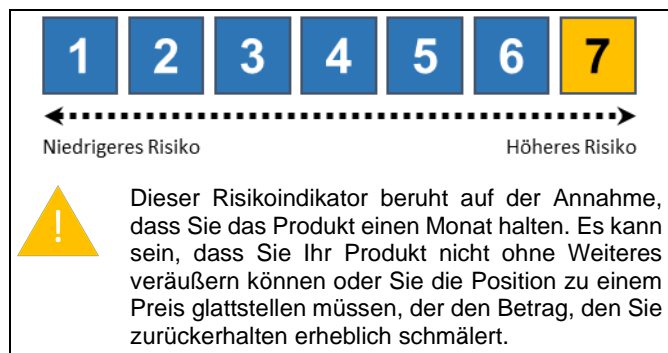 1 2 3 4 5 6 7
Niedrigeres Risiko Höheres Risiko
!
Dieser Risikoindikator beruht auf der Annahme,
dass Sie das Produkt einen Monat halten. Es kann
sein, dass Sie Ihr Produkt nicht ohne Weiteres
veräußern können oder Sie die Position zu einem
Preis glattstellen müssen, der den Betrag, den Sie
zurückerhalten erheblich schmälert.